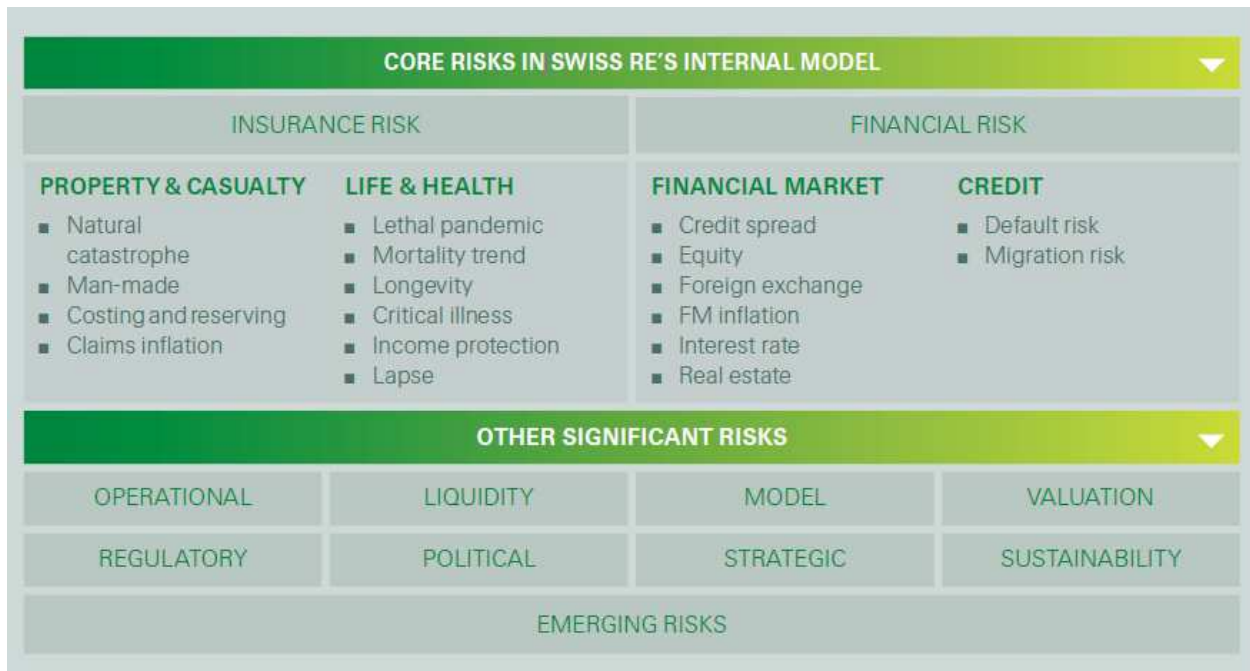 CORE RISKS IN SWISS RE'S INTERNAL MODEL
INSURANCE RISK
FINANCIAL RISK
PROPERTY & CASUALTY
Natural
catastrophe
Man-made
Costing and reserving
Claims inflation
LIFE & HEALTH
Lethal pandemic
Mortality trend
Longevity
Critical illness
Income protection
Lapse
FINANCIAL MARKET
Credit spread
Equity
Foreign exchange
FM inflation
Interest rate
Real estate
CREDIT
Default risk
Migration risk
OTHER SIGNIFICANT RISKS
OPERATIONAL
LIQUIDITY
MODEL
VALUATION
REGULATORY
POLITICAL
STRATEGIC
SUSTAINABILITY
EMERGING RISKS